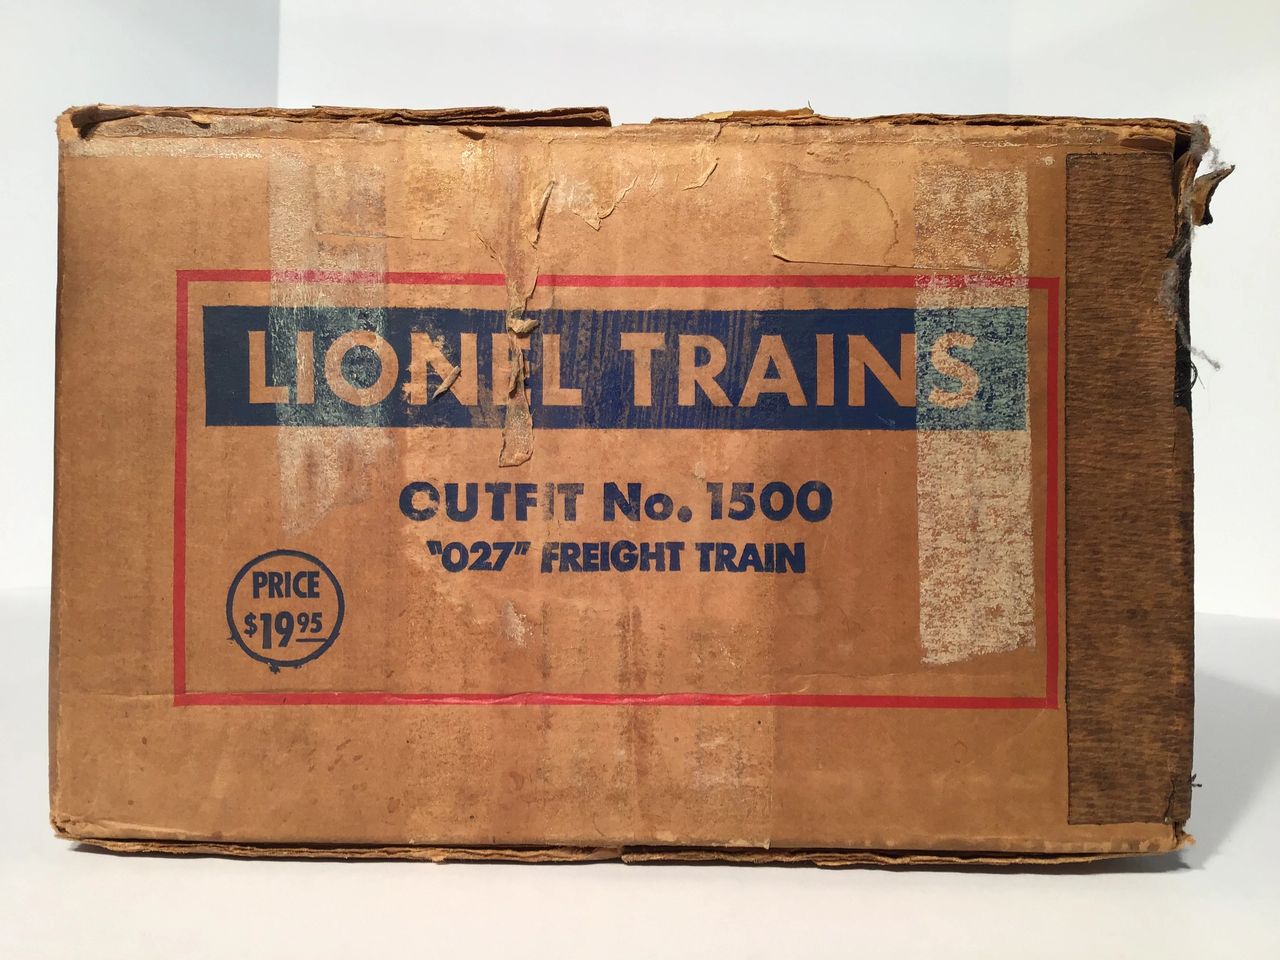 LIONEL TRAINS
OUTFIT No. 1500
"027" FREIGHT TRAIN
PRICE
$19.95